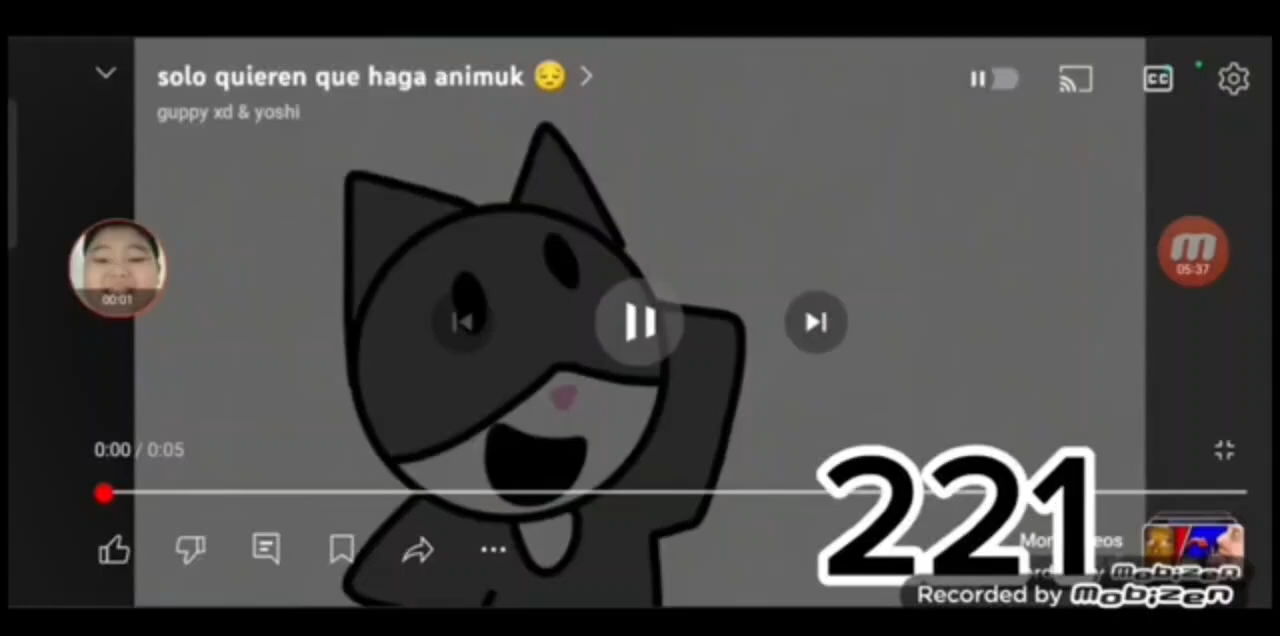 solo quieren que haga animuk 😔
guppy xd & yoshi
CC
00:01
05:37
0:00 / 0:05
221
Recorded by Mobizen